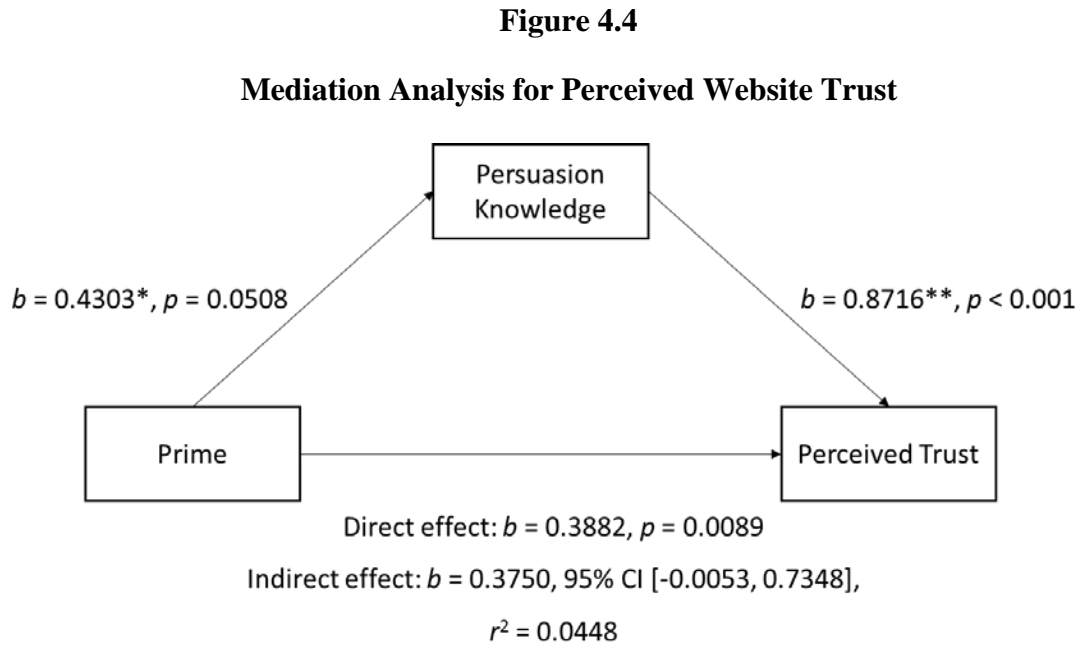 Figure 4.4
Mediation Analysis for Perceived Website Trust
Persuasion
Knowledge
b = 0.4303*, p = 0.0508
b = 0.8716**, p < 0.001
Prime
Perceived Trust
Direct effect: b = 0.3882, p = 0.0089
Indirect effect: b = 0.3750, 95% CI [-0.0053, 0.7348],
r² = 0.0448